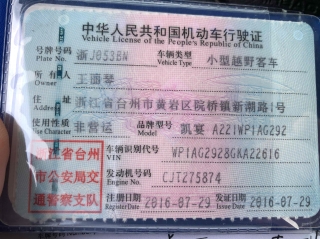 中华人民共和国机动车行驶证
Vehicle License of the People's Republic of China
号牌号码 Plate No. 浙J0538N 车辆类型 Vehicle Type 小型越野客车
所有人 Owner 王丽琴
住址 Address 浙江省台州市黄岩区院桥镇新潮1号
使用性质 Use Character 非营运 品牌型号 Model 凯宴 A221WP1AG292
浙江省台州市公安局交通警察支队
车辆识别代号 VIN WP1AG2928GKA22616
发动机号码 Engine No. CJT275874
注册日期 Register Date 2016-07-29 发证日期 Issue Date 2016-07-29